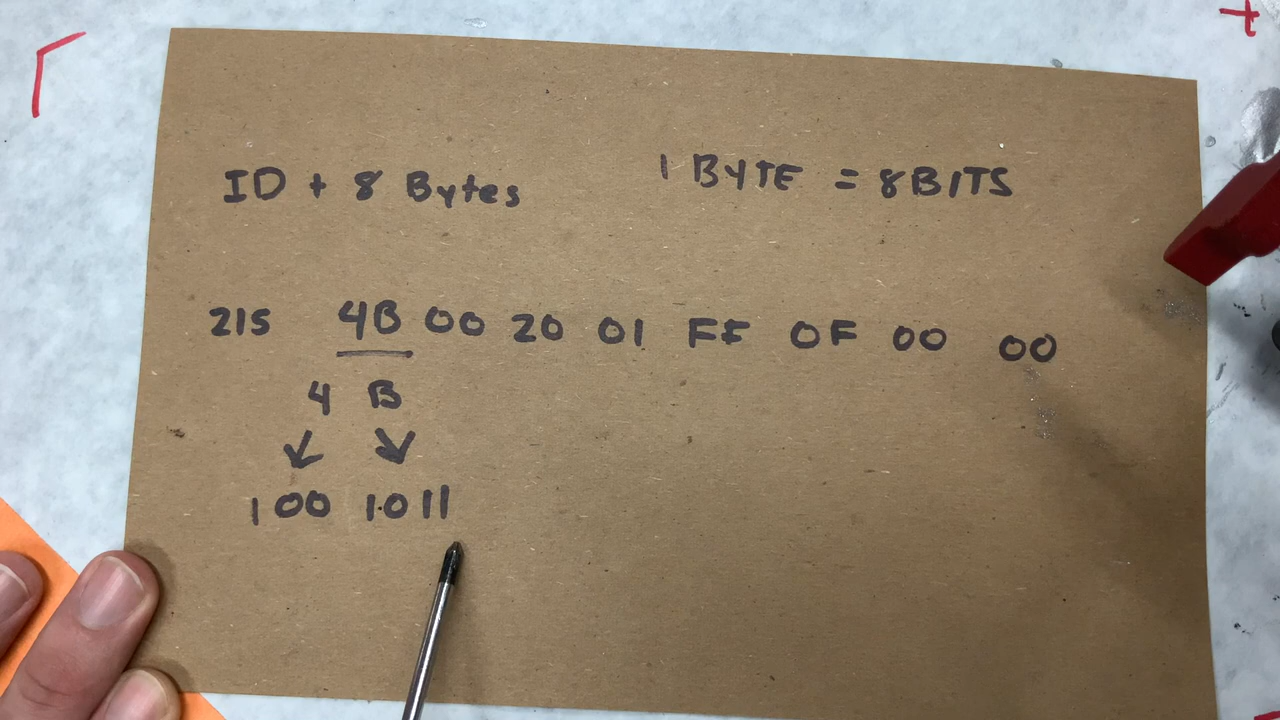 ID + 8 Bytes
1 BYTE = 8 BITS
215 4B 00 20 01 FF 0F 00 00
4 B
100 1011